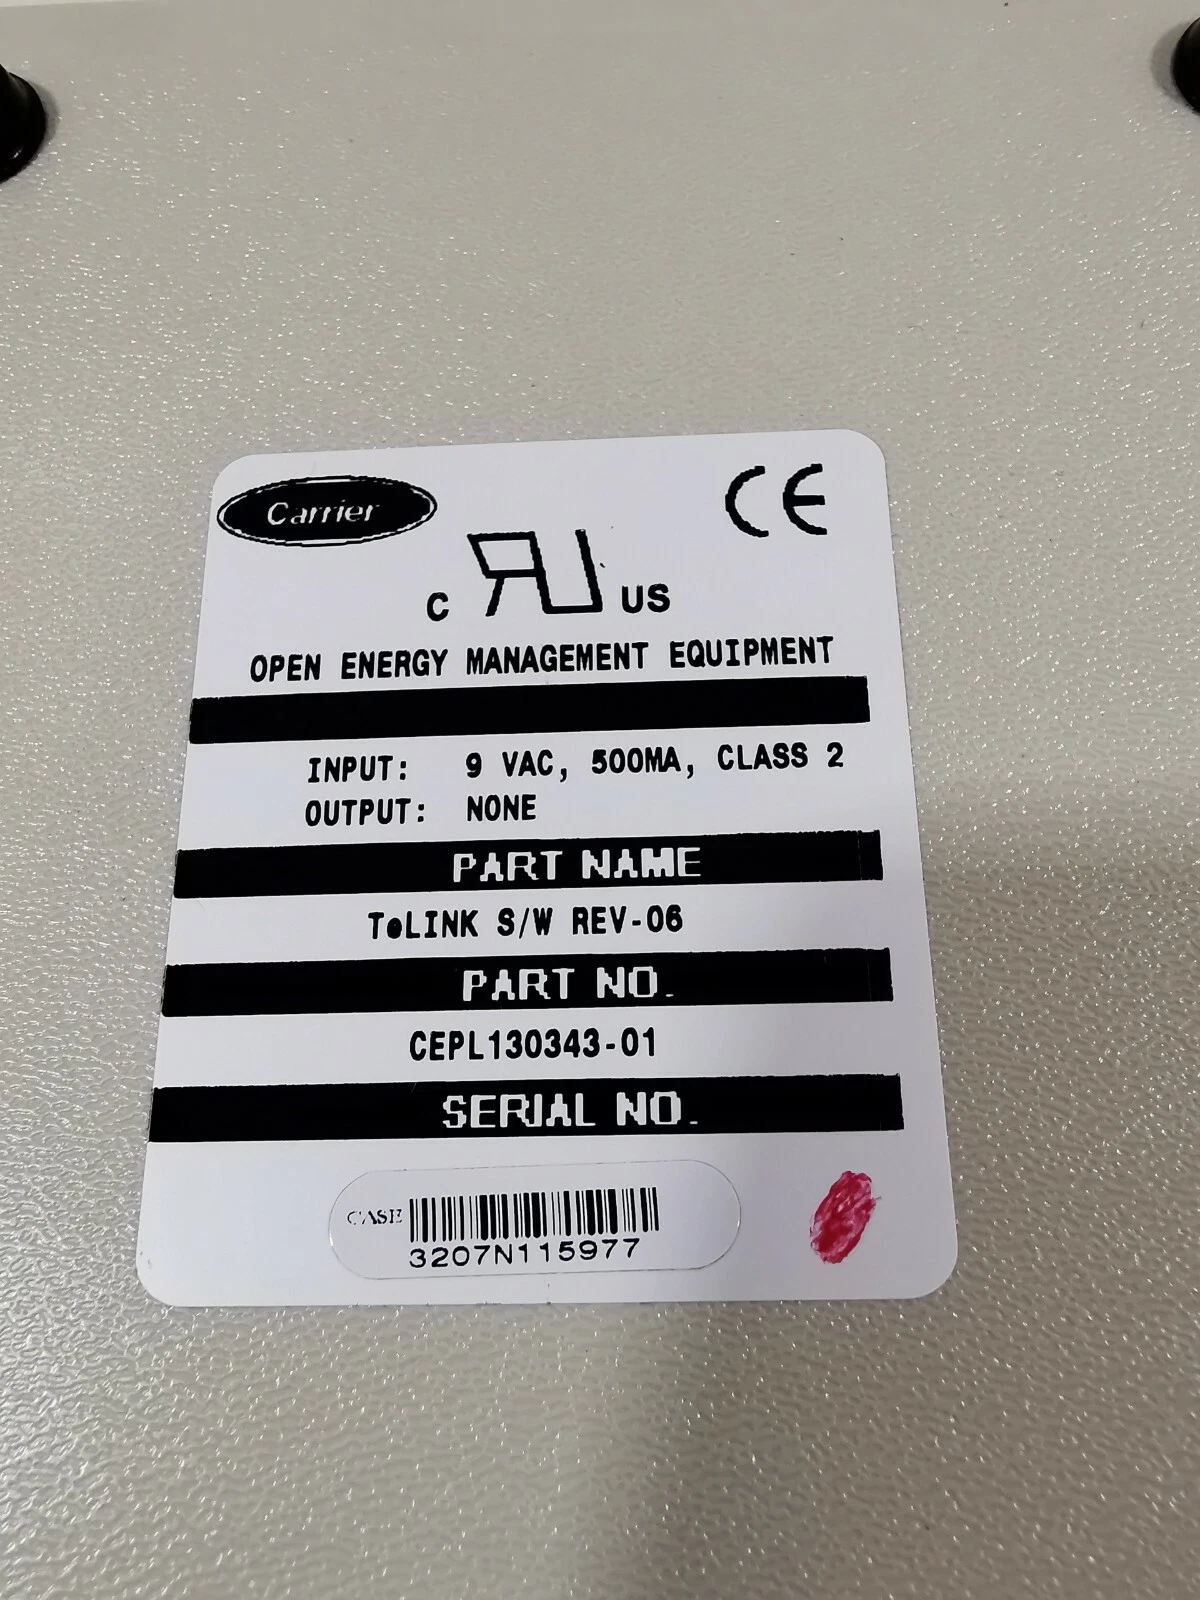 Carrier
CE
C RU US
OPEN ENERGY MANAGEMENT EQUIPMENT
INPUT: 9 VAC, 500MA, CLASS 2
OUTPUT: NONE
PART NAME
TeLINK S/W REV-06
PART NO.
CEPL130343-01
SERIAL NO.
CASE
3207N115977